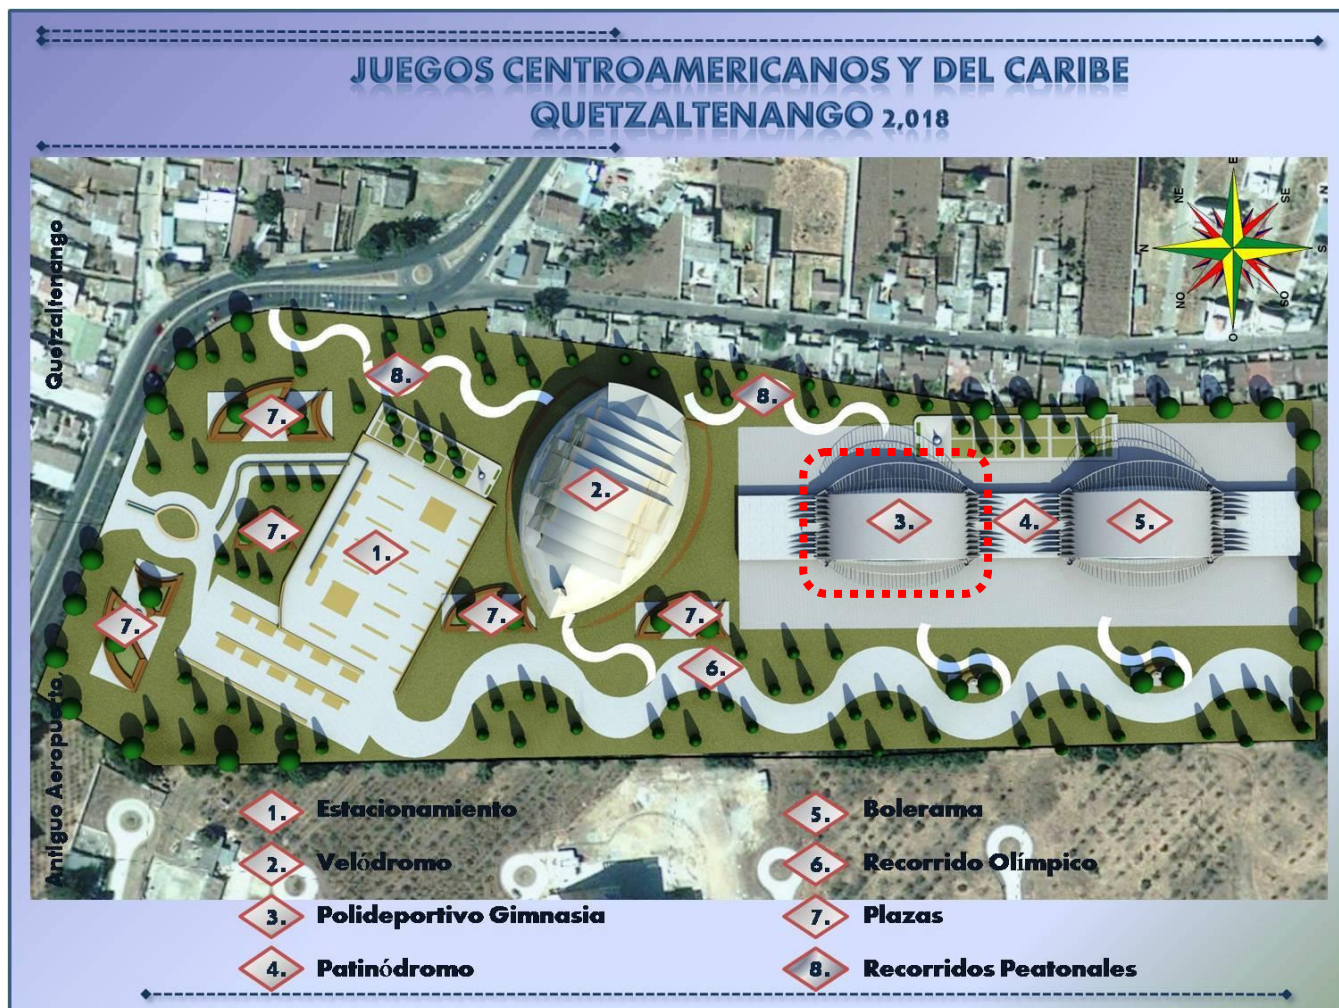 JUEGOS CENTROAMERICANOS Y DEL CARIBE
QUETZALTENANGO 2,018
Quetzaltenango
Antiguo Aeropuerto
E
NE
SE
N
N
S
NO
SO
O
8.
8.
7.
2.
3.
4.
5.
7.
1.
7.
7.
7.
6.
1. Estacionamiento
2. Velódromo
3. Polideportivo Gimnasia
4. Patinódromo
5. Bolerama
6. Recorrido Olímpico
7. Plazas
8. Recorridos Peatonales